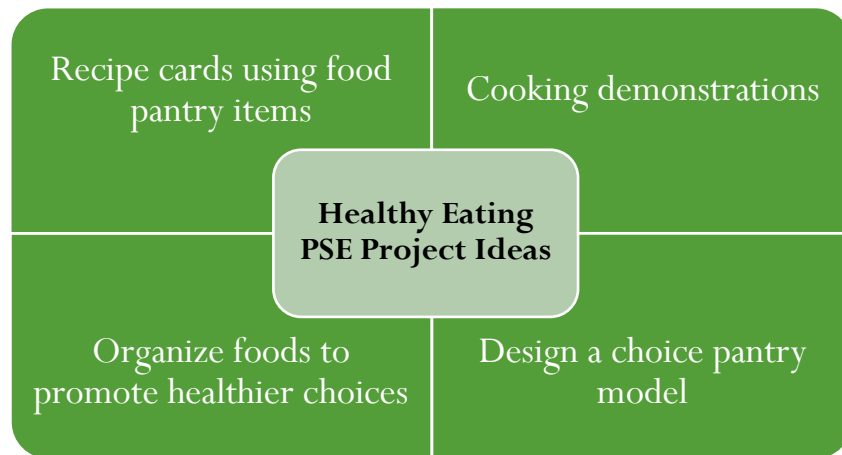 Recipe cards using food
pantry items
Cooking demonstrations
Healthy Eating
PSE Project Ideas
Organize foods to
promote healthier choices
Design a choice pantry
model